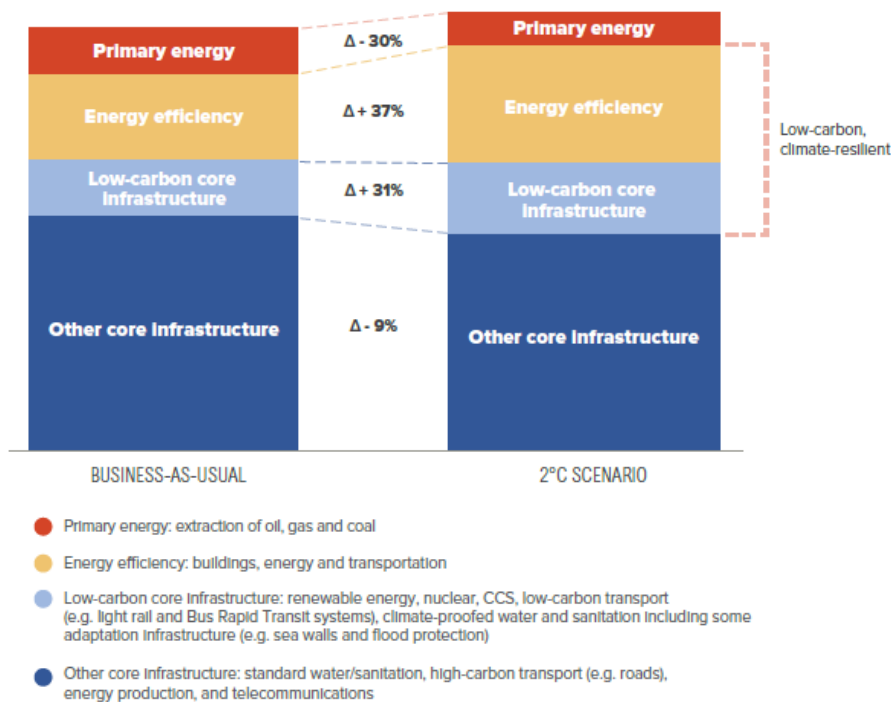 Primary energy
Energy efficiency
Low-carbon core
infrastructure
Other core infrastructure
Δ - 30%
Δ + 37%
Δ + 31%
Δ - 9%
Primary energy
Energy efficiency
Low-carbon core
infrastructure
Other core infrastructure
Low-carbon,
climate-resilient
BUSINESS-AS-USUAL
2°C SCENARIO
Primary energy: extraction of oil, gas and coal
Energy efficiency: buildings, energy and transportation
Low-carbon core infrastructure: renewable energy, nuclear, CCS, low-carbon transport
(e.g. light rail and Bus Rapid Transit systems), climate-proofed water and sanitation including some
adaptation infrastructure (e.g. sea walls and flood protection)
Other core infrastructure: standard water/sanitation, high-carbon transport (e.g. roads),
energy production, and telecommunications